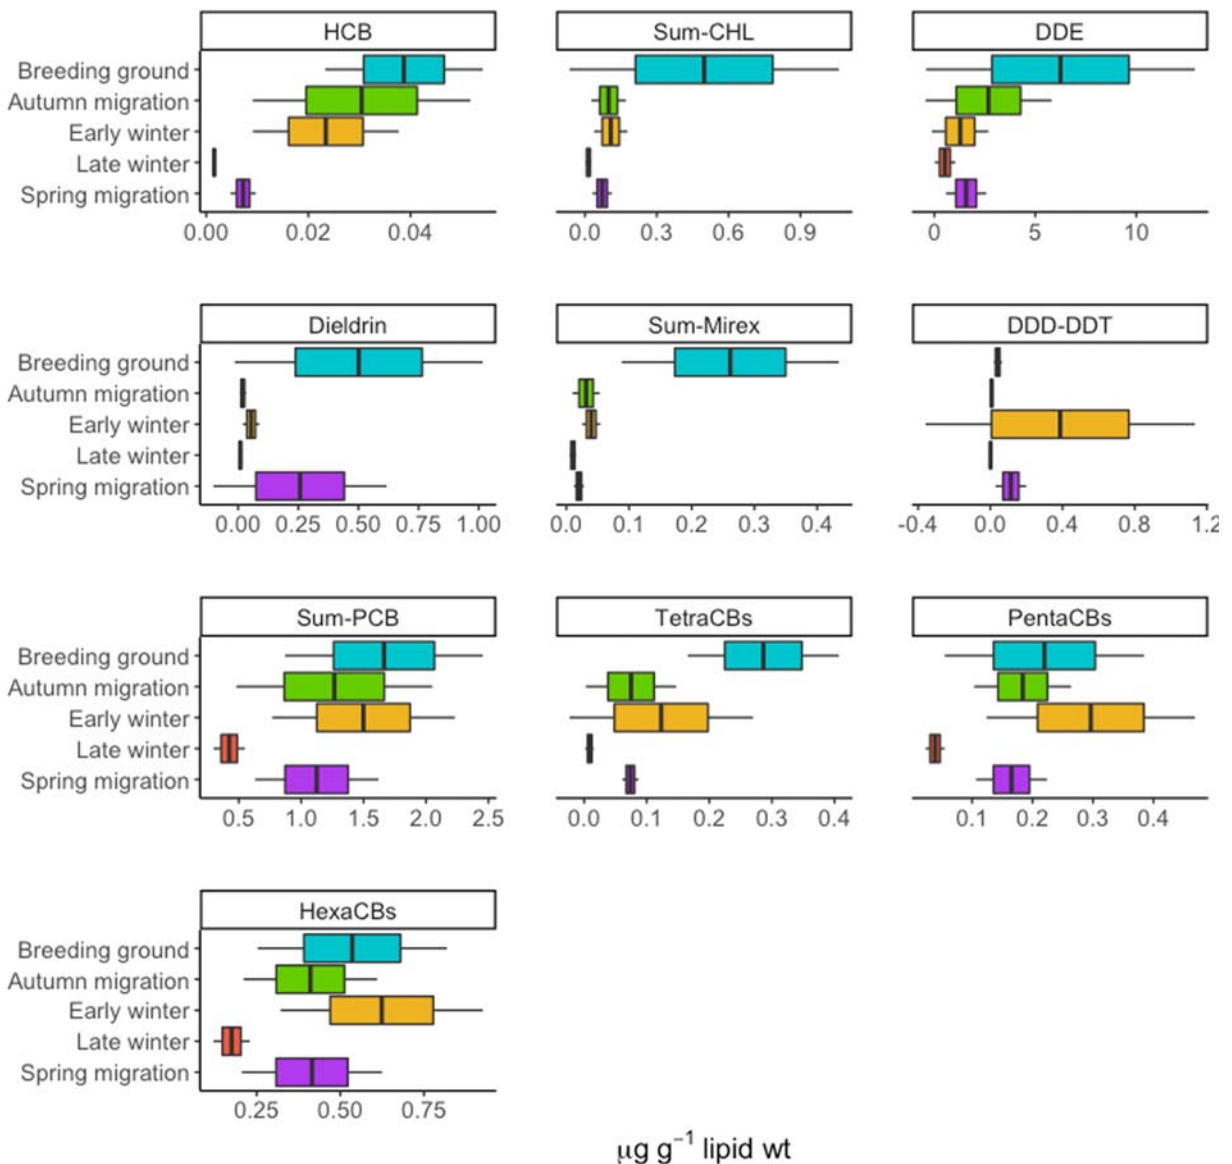 HCB Sum-CHL DDE
Breeding ground
Autumn migration
Early winter
Late winter
Spring migration
0.00 0.02 0.04 0.0 0.3 0.6 0.9 0 5 10
Dieldrin Sum-Mirex DDD-DDT
Breeding ground
Autumn migration
Early winter
Late winter
Spring migration
0.00 0.25 0.50 0.75 1.00 0.0 0.1 0.2 0.3 0.4 -0.4 0.0 0.4 0.8 1.2
Sum-PCB TetraCBs PentaCBs
Breeding ground
Autumn migration
Early winter
Late winter
Spring migration
0.5 1.0 1.5 2.0 2.5 0.0 0.1 0.2 0.3 0.4 0.1 0.2 0.3 0.4
HexaCBs
Breeding ground
Autumn migration
Early winter
Late winter
Spring migration
0.25 0.50 0.75
µg g⁻¹ lipid wt